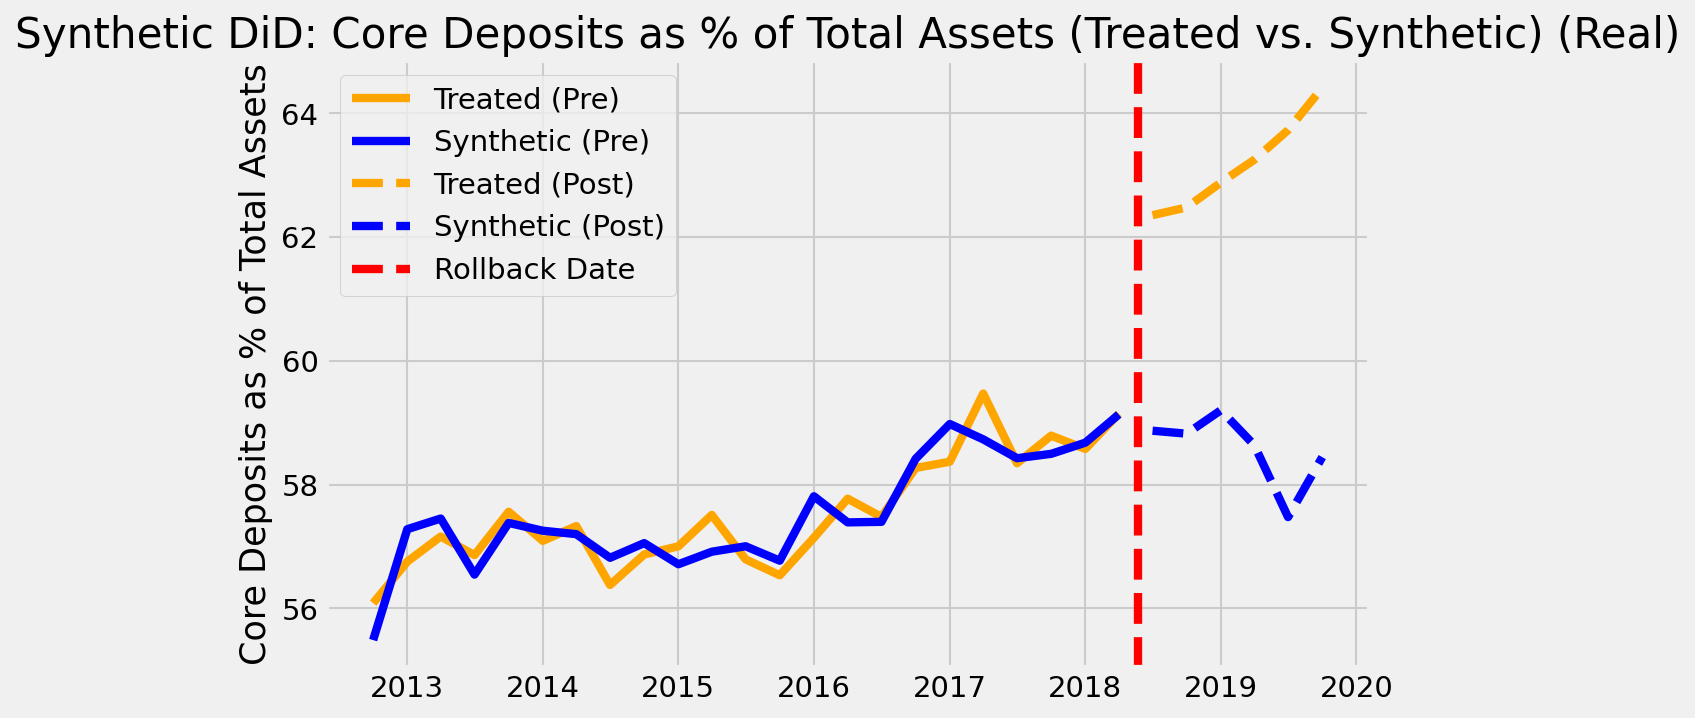 Synthetic DiD: Core Deposits as % of Total Assets (Treated vs. Synthetic) (Real)
Core Deposits as % of Total Assets
Treated (Pre)
Synthetic (Pre)
Treated (Post)
Synthetic (Post)
Rollback Date
64
62
60
58
56
2013 2014 2015 2016 2017 2018 2019 2020